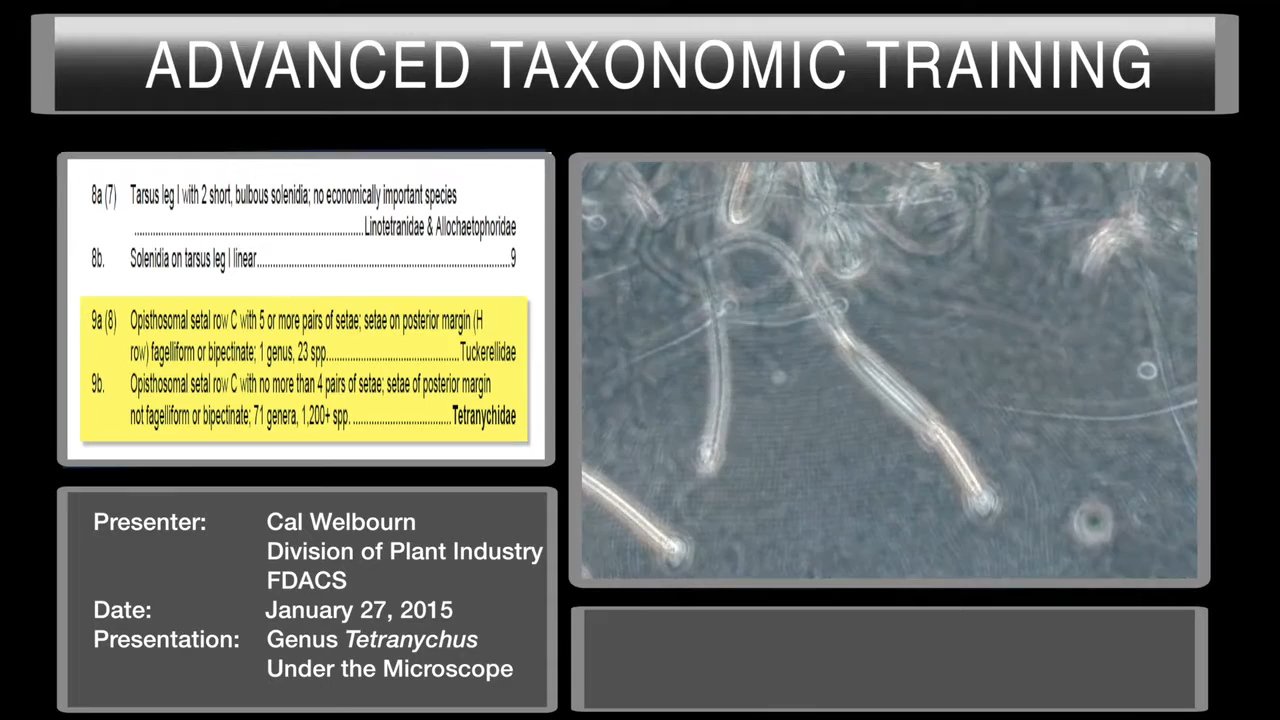 ADVANCED TAXONOMIC TRAINING
8a (7) Tarsus leg I with 2 short, bulbous solenidia; no economically important species
........................................................................Linotetranidae & Allochaetophoridae
8b. Solenidia on tarsus leg I linear................................................................................9
9a (8) Opisthosomal setal row C with 5 or more pairs of setae; setae on posterior margin (H
row) fagelliform or bipectinate; 1 genus, 23 spp..........................................Tuckerellidae
9b. Opisthosomal setal row C with no more than 4 pairs of setae; setae of posterior margin
not fagelliform or bipectinate; 71 genera, 1,200+ spp. ................................Tetranychidae
Presenter: Cal Welbourn
Division of Plant Industry
FDACS
Date: January 27, 2015
Presentation: Genus Tetranychus
Under the Microscope